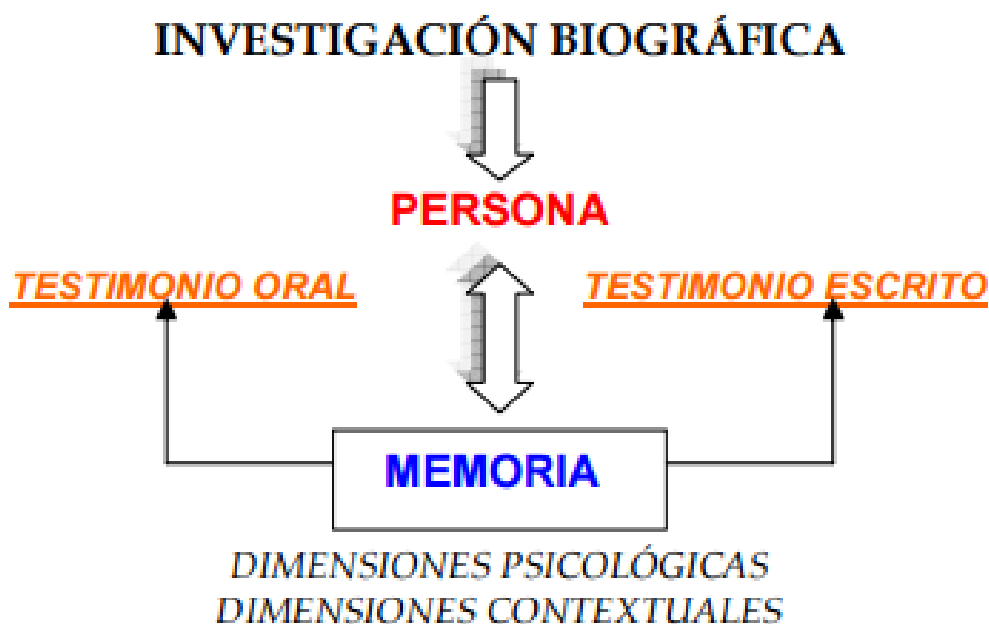 INVESTIGACIÓN BIOGRÁFICA
PERSONA
TESTIMONIO ORAL
TESTIMONIO ESCRITO
MEMORIA
DIMENSIONES PSICOLÓGICAS
DIMENSIONES CONTEXTUALES